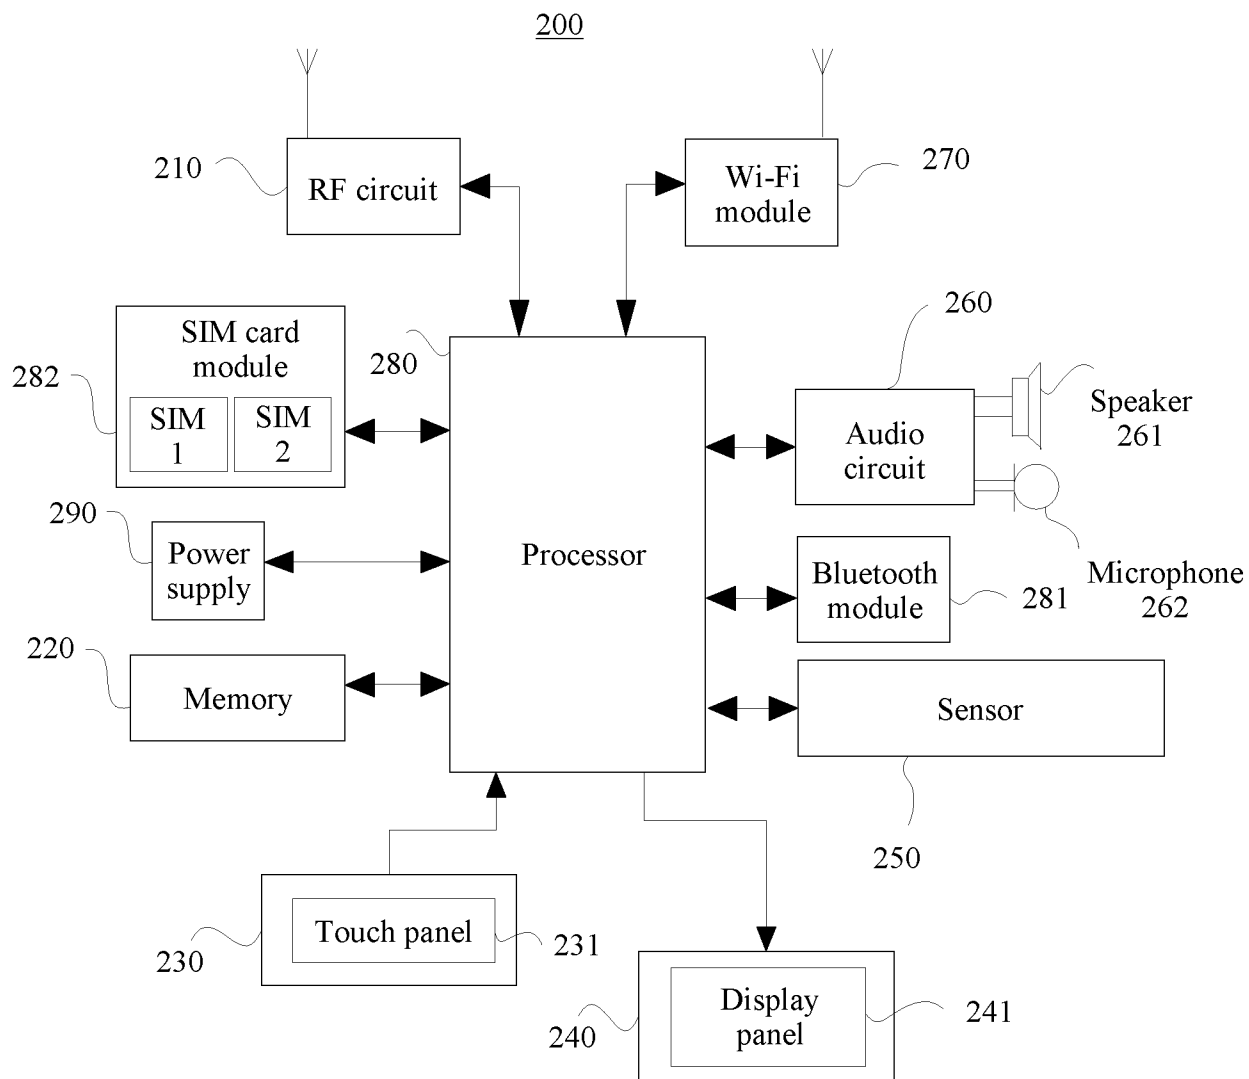 200
210
RF circuit
Wi-Fi
module
270
SIM card
module
SIM
1
SIM
2
282
280
260
Audio
circuit
Speaker
261
Microphone
262
290
Power
supply
Processor
Bluetooth
module
281
220
Memory
Sensor
250
230
Touch panel
231
240
Display
panel
241